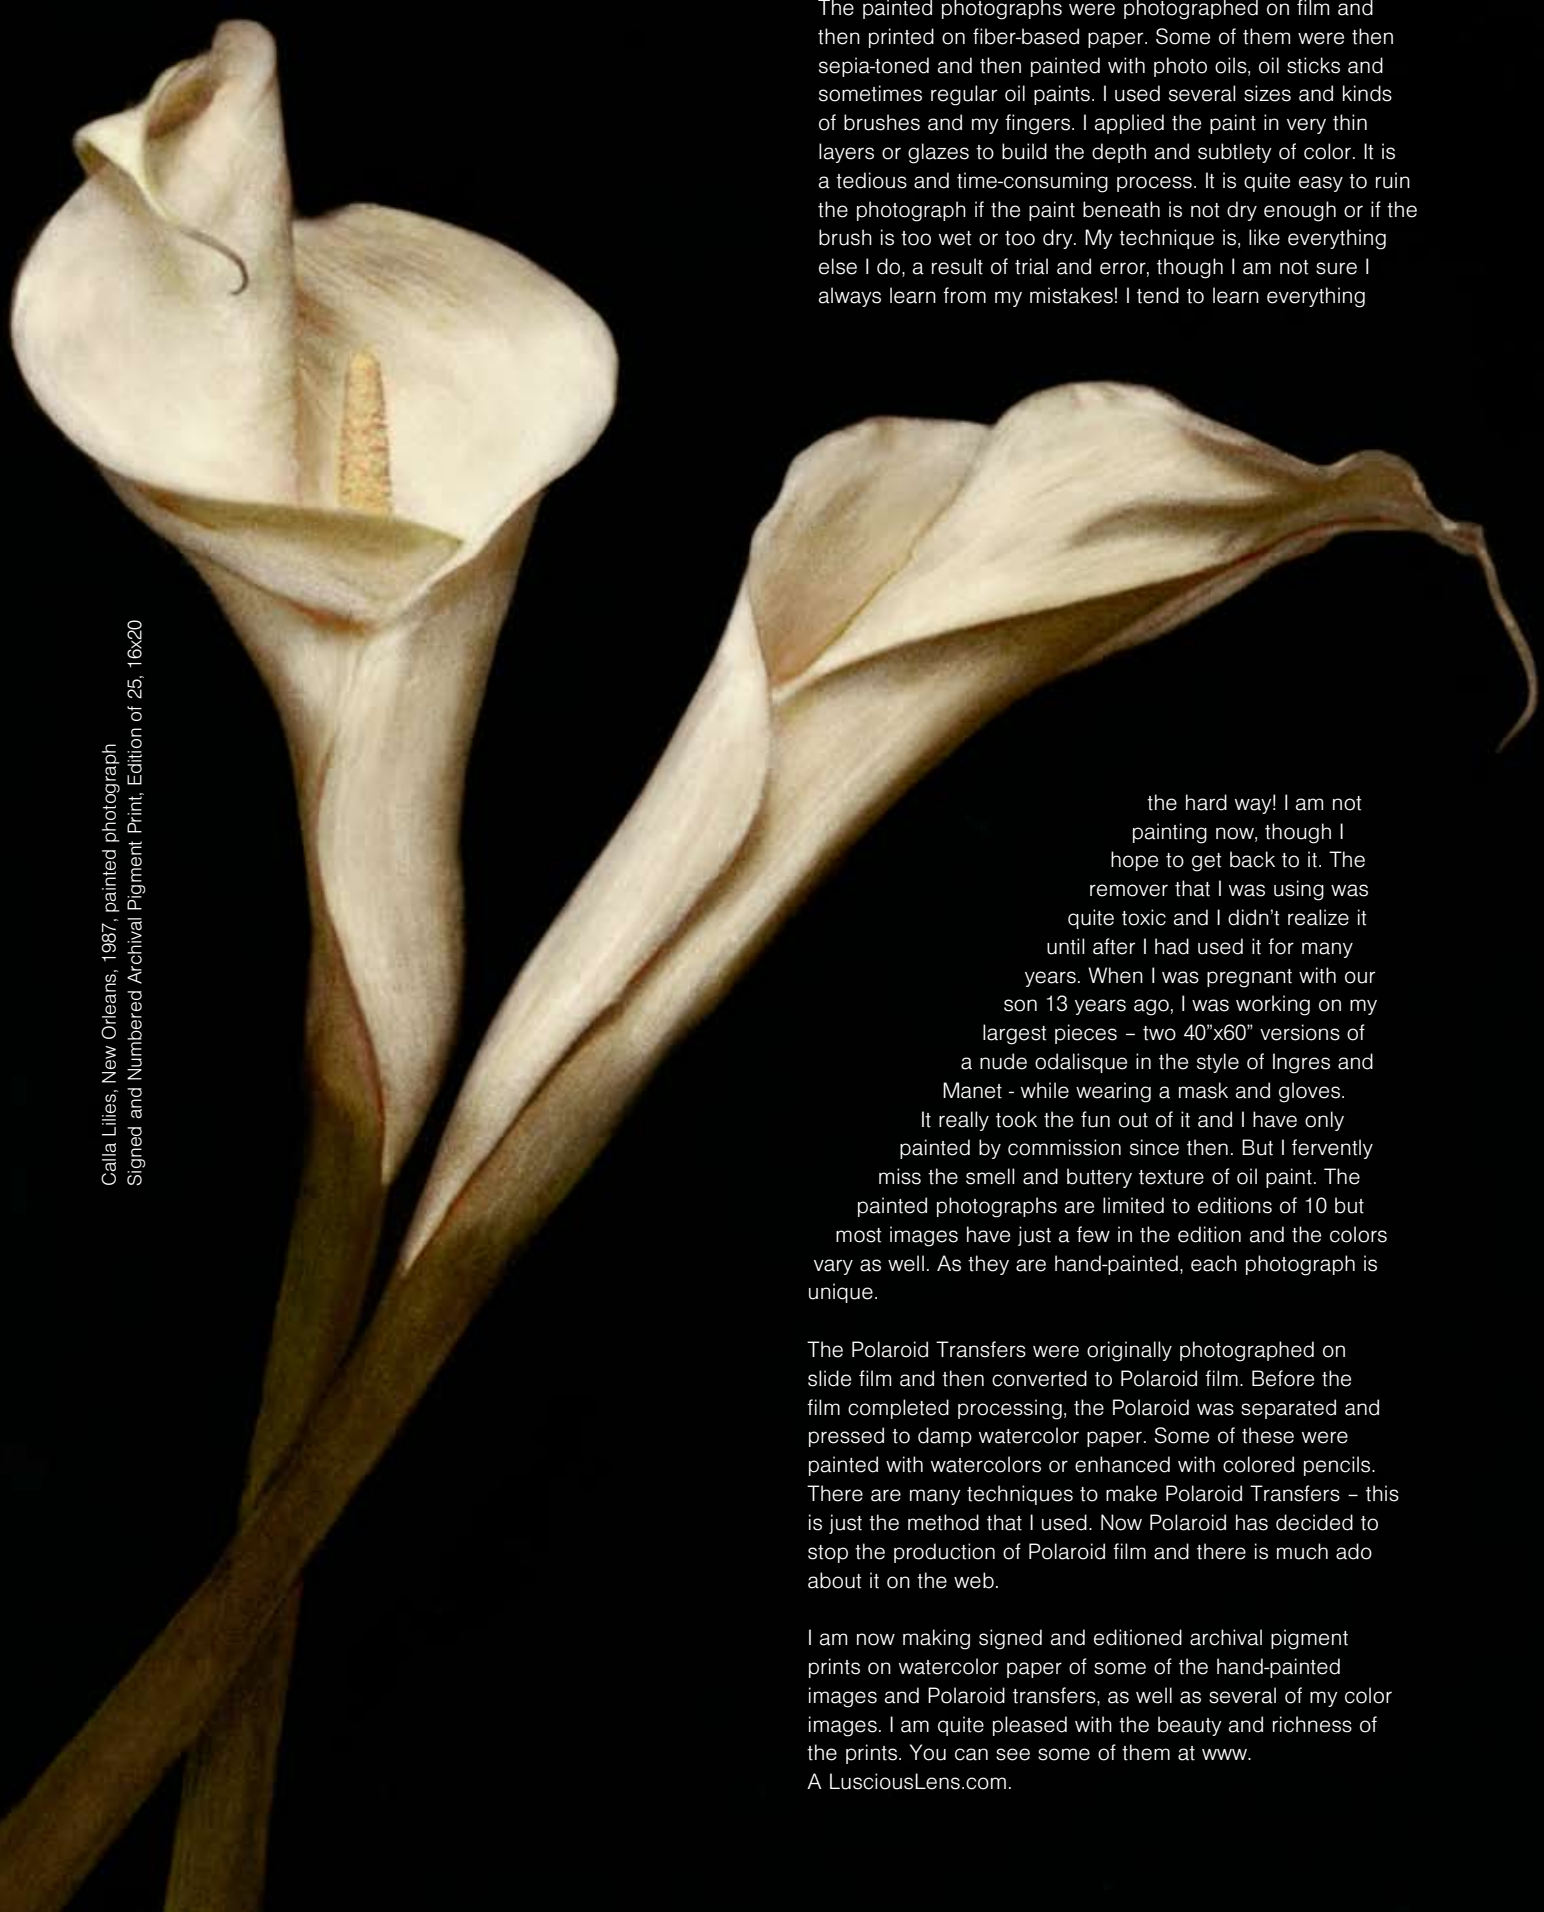 The painted photographs were photographed on film and
then printed on fiber-based paper. Some of them were then
sepia-toned and then painted with photo oils, oil sticks and
sometimes regular oil paints. I used several sizes and kinds
of brushes and my fingers. I applied the paint in very thin
layers or glazes to build the depth and subtlety of color. It is
a tedious and time-consuming process. It is quite easy to ruin
the photograph if the paint beneath is not dry enough or if the
brush is too wet or too dry. My technique is, like everything
else I do, a result of trial and error, though I am not sure I
always learn from my mistakes! I tend to learn everything
the hard way! I am not
painting now, though I
hope to get back to it. The
remover that I was using was
quite toxic and I didn’t realize it
until after I had used it for many
years. When I was pregnant with our
son 13 years ago, I was working on my
largest pieces – two 40”x60” versions of
a nude odalisque in the style of Ingres and
Manet - while wearing a mask and gloves.
It really took the fun out of it and I have only
painted by commission since then. But I fervently
miss the smell and buttery texture of oil paint. The
painted photographs are limited to editions of 10 but
most images have just a few in the edition and the colors
vary as well. As they are hand-painted, each photograph is
unique.
The Polaroid Transfers were originally photographed on
slide film and then converted to Polaroid film. Before the
film completed processing, the Polaroid was separated and
pressed to damp watercolor paper. Some of these were
painted with watercolors or enhanced with colored pencils.
There are many techniques to make Polaroid Transfers – this
is just the method that I used. Now Polaroid has decided to
stop the production of Polaroid film and there is much ado
about it on the web.
I am now making signed and editioned archival pigment
prints on watercolor paper of some of the hand-painted
images and Polaroid transfers, as well as several of my color
images. I am quite pleased with the beauty and richness of
the prints. You can see some of them at www.
A LusciousLens.com.
Calla Lilies, New Orleans, 1987, painted photograph
Signed and Numbered Archival Pigment Print, Edition of 25, 16x20